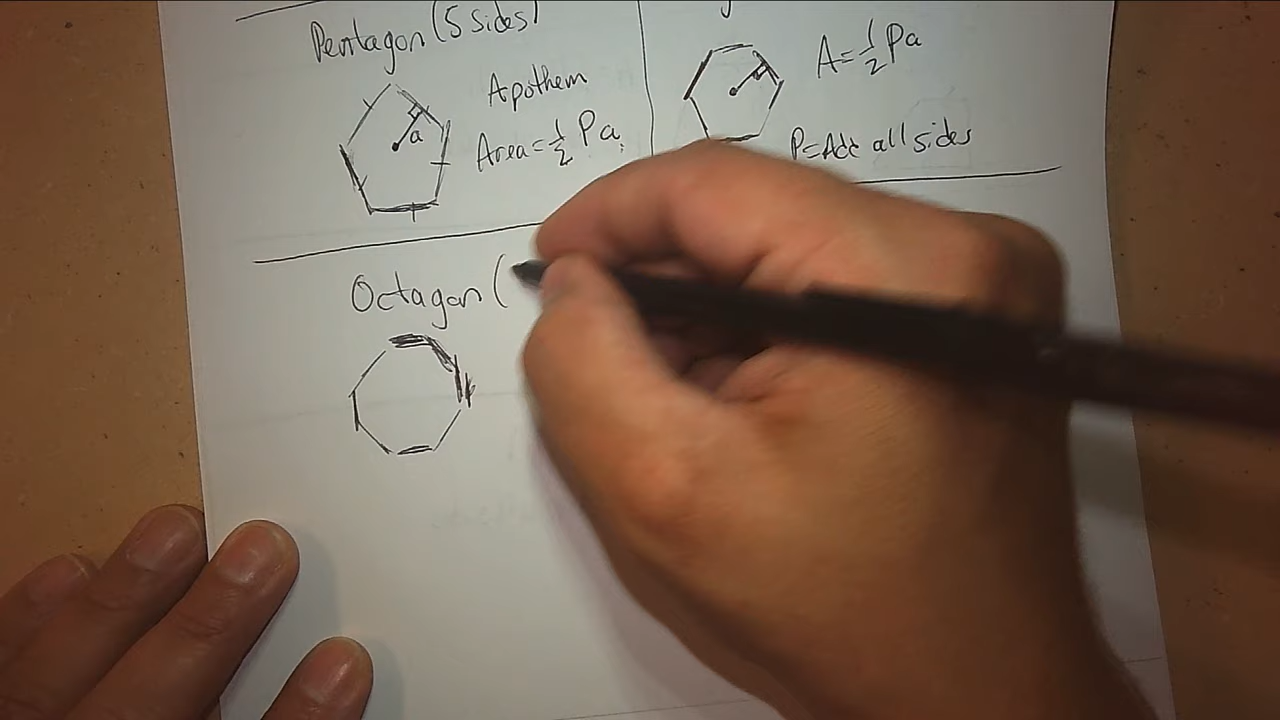 Pentagon (5 sides)
Apothem
a
Area = 1/2 Pa
A = 1/2 Pa
P = Add all sides
Octagon (